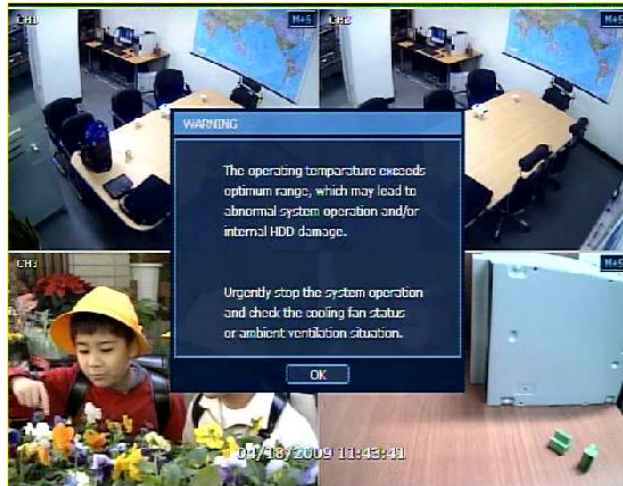 CH1
M+S
CH2
M+S
WARNING
The operating temparature exceeds
optimum range, which may lead to
abnormal system operation and/or
internal HDD damage.
Urgently stop the system operation
and check the cooling fan status
or ambient ventilation situation.
OK
CH3
M+S
04/18/2009 11:43:41